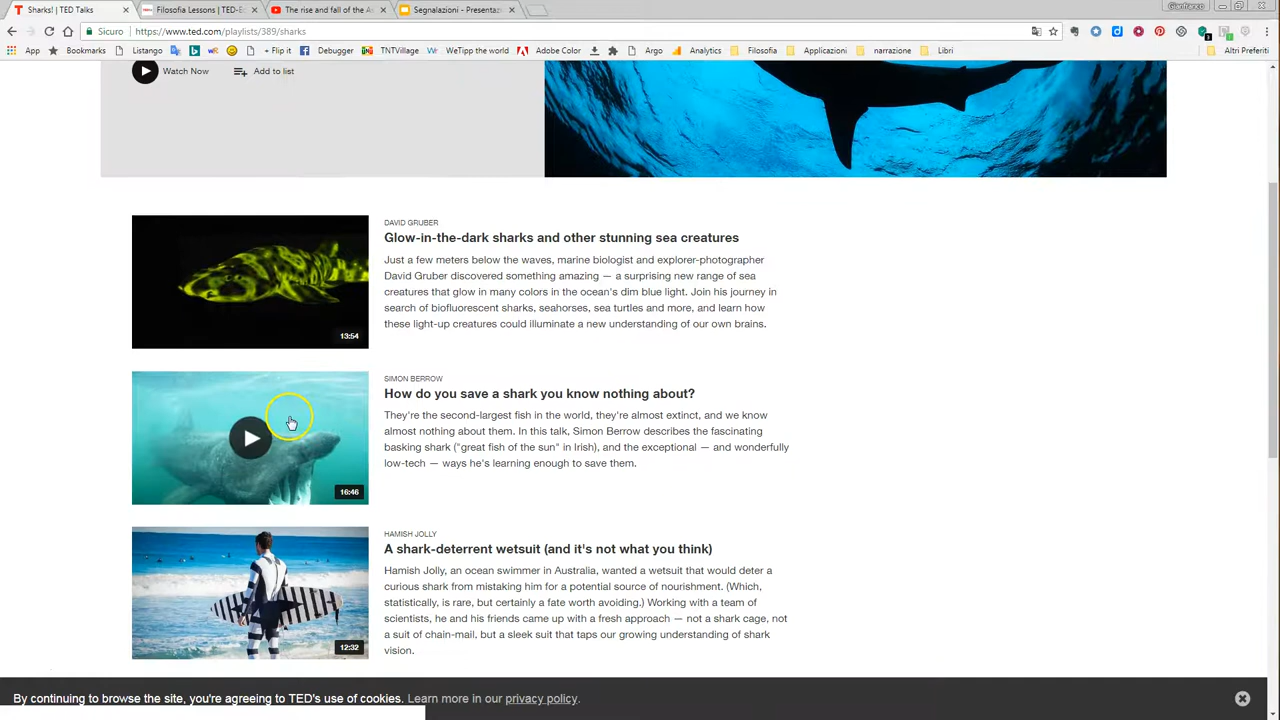 Sharks! | TED Talks
Filosofia Lessons | TED-E
The rise and fall of the A
Segnalazioni - Presentaz
Gianfranco
Sicuro
https://www.ted.com/playlists/389/sharks
App
Bookmarks
Listango
+ Flip it
Debugger
TNTVillage
WeTipp the world
Adobe Color
Argo
Analytics
Filosofia
Applicazioni
narrazione
Libri
Altri Preferiti
Watch Now
Add to list
DAVID GRUBER
Glow-in-the-dark sharks and other stunning sea creatures
Just a few meters below the waves, marine biologist and explorer-photographer
David Gruber discovered something amazing — a surprising new range of sea
creatures that glow in many colors in the ocean's dim blue light. Join his journey in
search of biofluorescent sharks, seahorses, sea turtles and more, and learn how
these light-up creatures could illuminate a new understanding of our own brains.
13:54
SIMON BERROW
How do you save a shark you know nothing about?
They're the second-largest fish in the world, they're almost extinct, and we know
almost nothing about them. In this talk, Simon Berrow describes the fascinating
basking shark ("great fish of the sun" in Irish), and the exceptional — and wonderfully
low-tech — ways he's learning enough to save them.
16:46
HAMISH JOLLY
A shark-deterrent wetsuit (and it's not what you think)
Hamish Jolly, an ocean swimmer in Australia, wanted a wetsuit that would deter a
curious shark from mistaking him for a potential source of nourishment. (Which,
statistically, is rare, but certainly a fate worth avoiding.) Working with a team of
scientists, he and his friends came up with a fresh approach — not a shark cage, not
a suit of chain-mail, but a sleek suit that taps our growing understanding of shark
vision.
12:32
By continuing to browse the site, you're agreeing to TED's use of cookies. Learn more in our privacy policy.